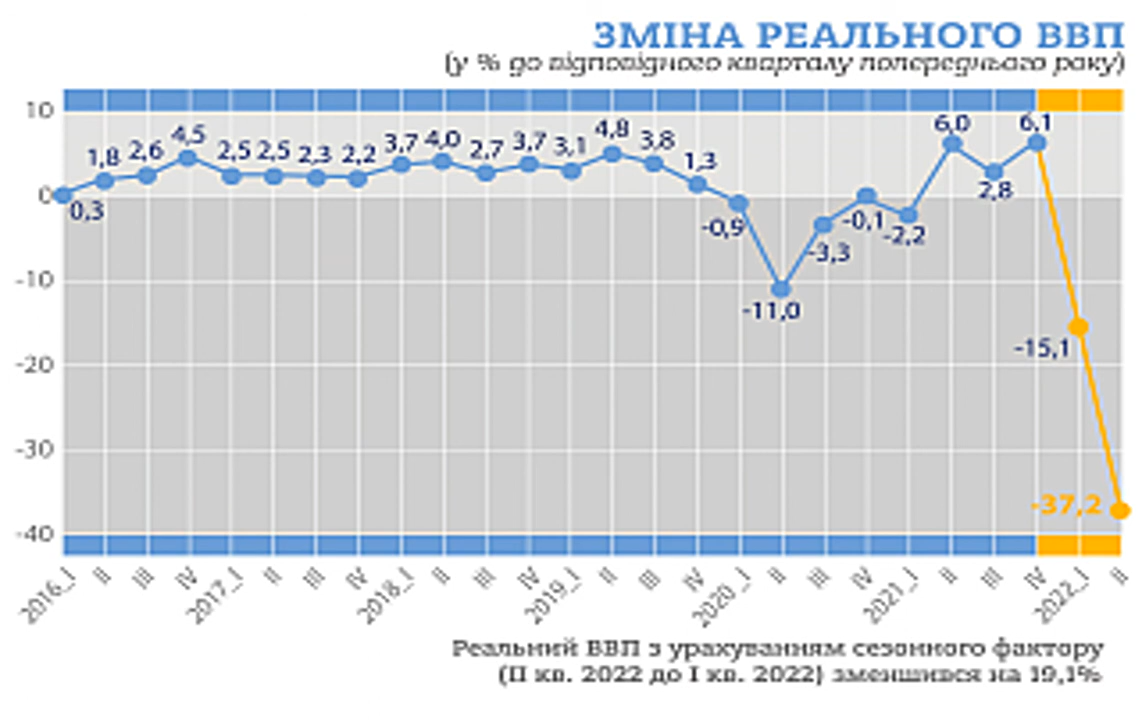 ЗМІНА РЕАЛЬНОГО ВВП
(у % до відповідного кварталу попереднього року)
10
0
-10
-20
-30
-40
0,3
1,8
2,6
4,5
2,5
2,5
2,3
2,2
3,7
4,0
2,7
3,7
3,1
4,8
3,8
1,3
-0,9
-11,0
-3,3
-0,1
-2,2
6,0
2,8
6,1
-15,1
-37,2
2016_I
II
III
IV
2017_I
II
III
IV
2018_I
II
III
IV
2019_I
II
III
IV
2020_I
II
III
IV
2021_I
II
III
IV
2022_I
II
Реальний ВВП з урахуванням сезонного фактору
(II кв. 2022 до I кв. 2022) зменшився на 19,1%